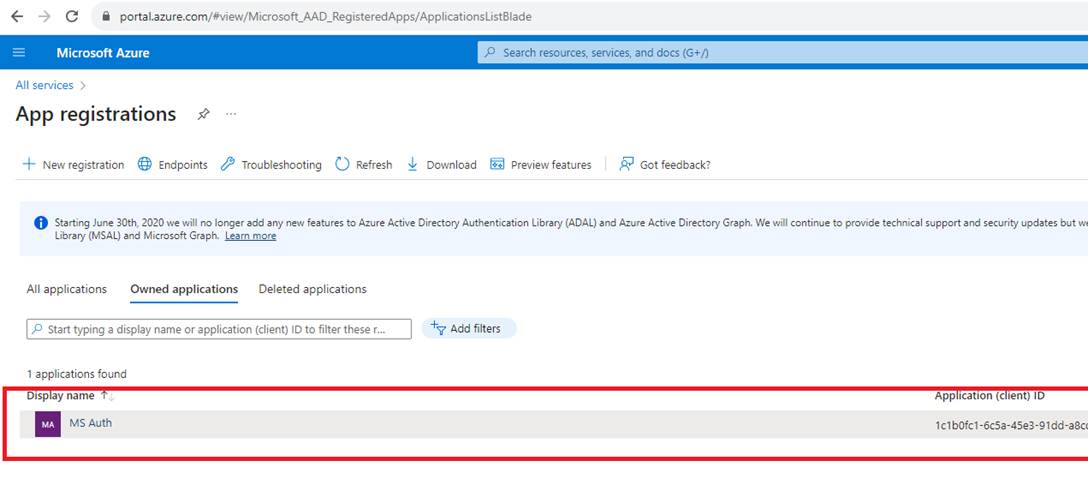 portal.azure.com/#view/Microsoft_AAD_RegisteredApps/ApplicationsListBlade
Microsoft Azure
Search resources, services, and docs (G+/)
All services
App registrations
New registration Endpoints Troubleshooting Refresh Download Preview features Got feedback?
Starting June 30th, 2020 we will no longer add any new features to Azure Active Directory Authentication Library (ADAL) and Azure Active Directory Graph. We will continue to provide technical support and security updates but we
Library (MSAL) and Microsoft Graph. Learn more
All applications Owned applications Deleted applications
Start typing a display name or application (client) ID to filter these r... Add filters
1 applications found
Display name Application (client) ID
MA MS Auth 1c1b0fc1-6c5a-45e3-91dd-a8c